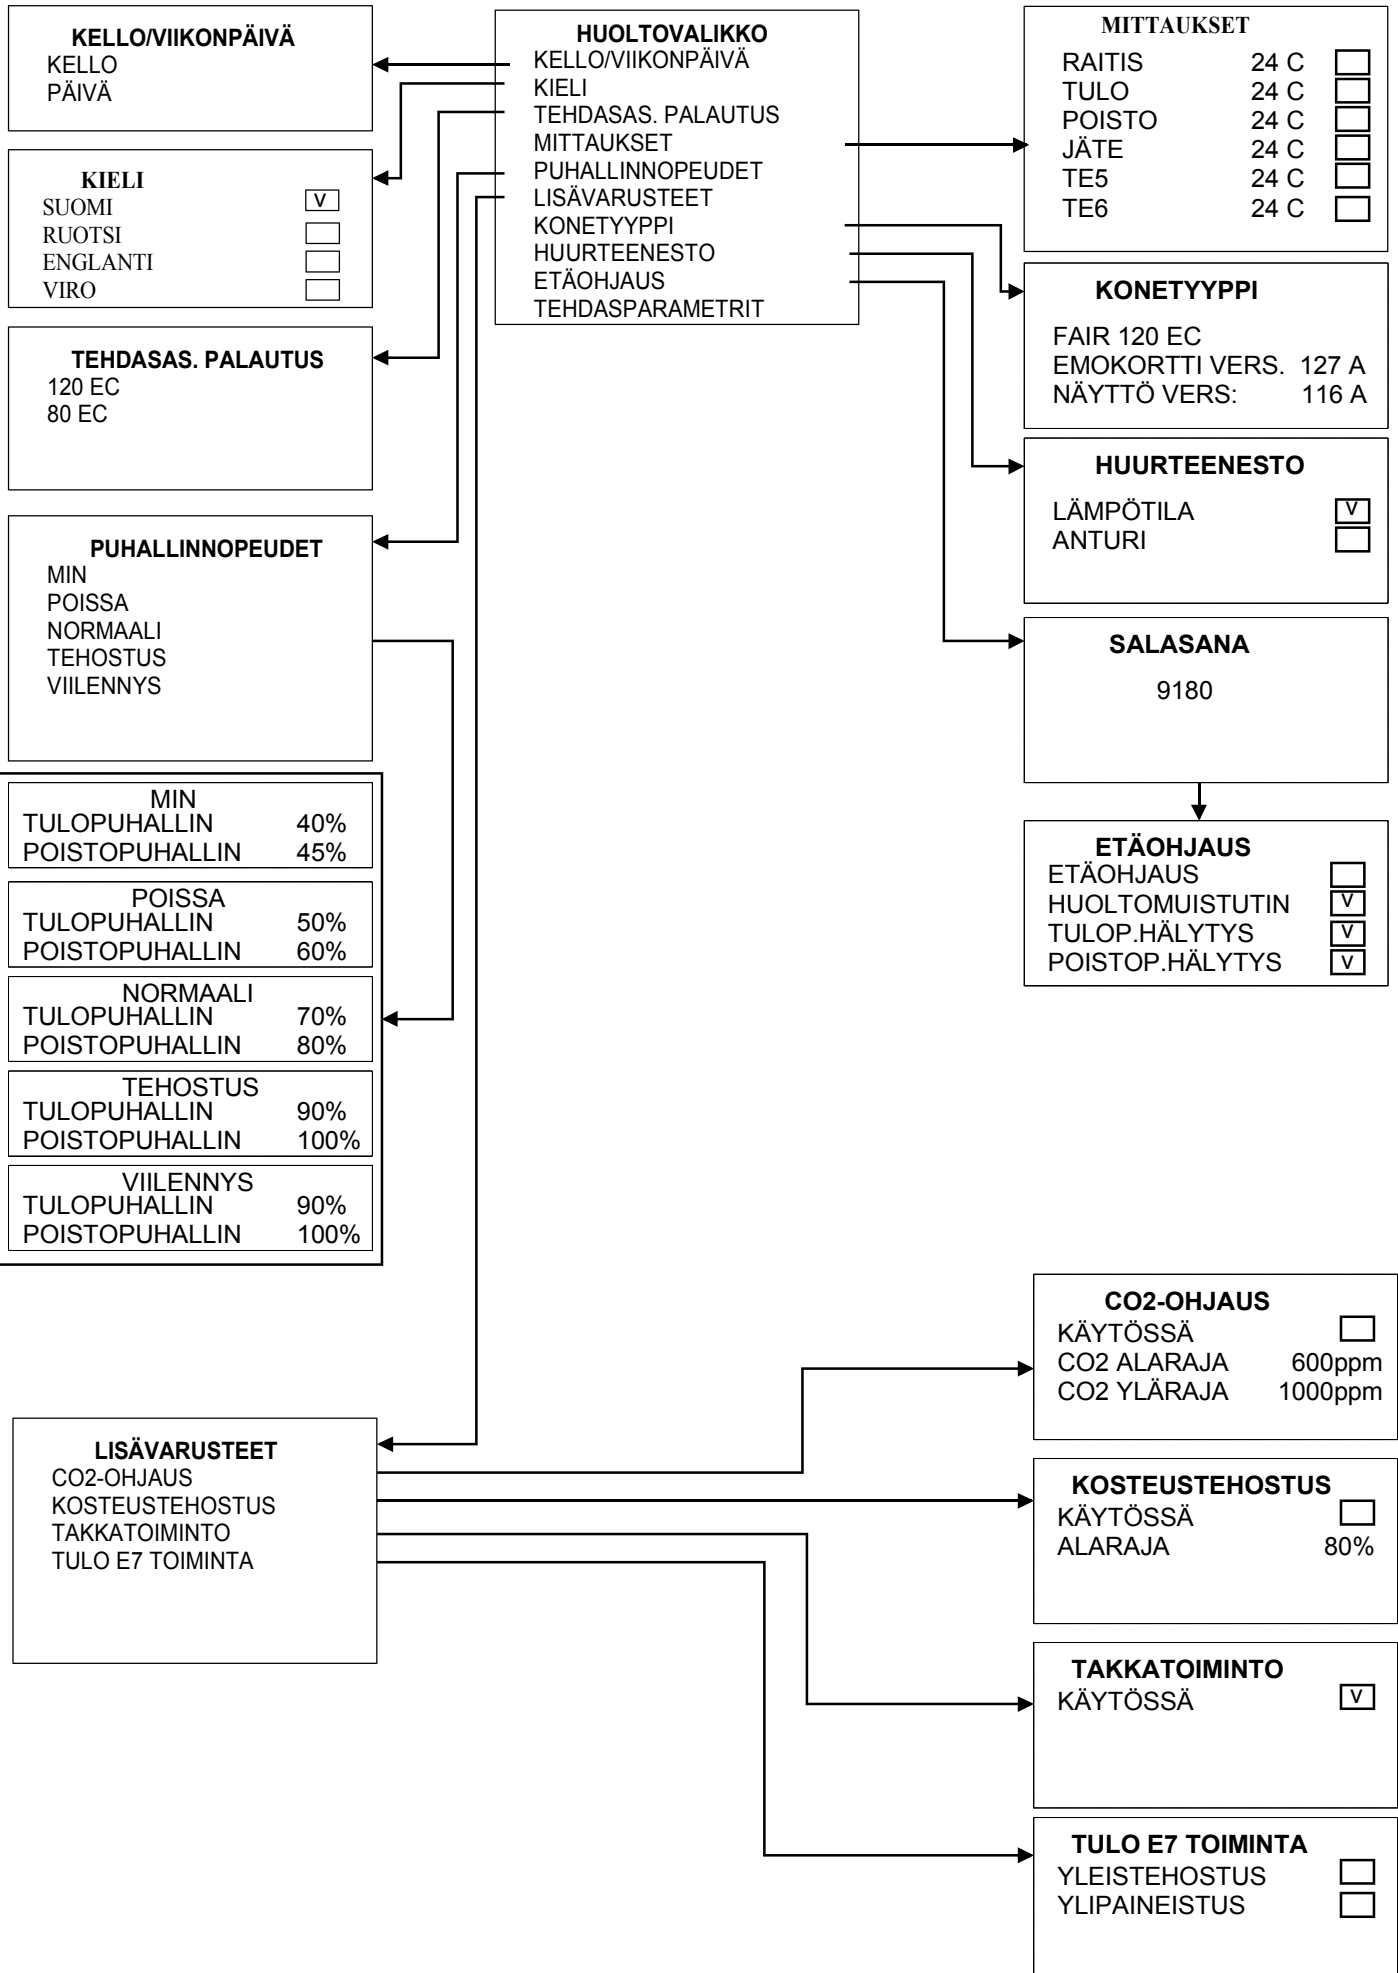 KELLO/VIIKONPÄIVÄ
KELLO
PÄIVÄ
KIELI
SUOMI V
RUOTSI
ENGLANTI
VIRO
TEHDASAS. PALAUTUS
120 EC
80 EC
PUHALLINNOPEUDET
MIN
POISSA
NORMAALI
TEHOSTUS
VIILENNYS
MIN
TULOPUHALLIN 40%
POISTOPUHALLIN 45%
POISSA
TULOPUHALLIN 50%
POISTOPUHALLIN 60%
NORMAALI
TULOPUHALLIN 70%
POISTOPUHALLIN 80%
TEHOSTUS
TULOPUHALLIN 90%
POISTOPUHALLIN 100%
VIILENNYS
TULOPUHALLIN 90%
POISTOPUHALLIN 100%
LISÄVARUSTEET
CO2-OHJAUS
KOSTEUSTEHOSTUS
TAKKATOIMINTO
TULO E7 TOIMINTA
HUOLTOVALIKKO
KELLO/VIIKONPÄIVÄ
KIELI
TEHDASAS. PALAUTUS
MITTAUKSET
PUHALLINNOPEUDET
LISÄVARUSTEET
KONETYYPPI
HUURTEENESTO
ETÄOHJAUS
TEHDASPARAMETRIT
MITTAUKSET
RAITIS 24 C
TULO 24 C
POISTO 24 C
JÄTE 24 C
TE5 24 C
TE6 24 C
KONETYYPPI
FAIR 120 EC
EMOKORTTI VERS. 127 A
NÄYTTÖ VERS: 116 A
HUURTEENESTO
LÄMPÖTILA V
ANTURI
SALASANA
9180
ETÄOHJAUS
ETÄOHJAUS
HUOLTOMUISTUTIN V
TULOP.HÄLYTYS V
POISTOP.HÄLYTYS V
CO2-OHJAUS
KÄYTÖSSÄ
CO2 ALARAJA 600ppm
CO2 YLÄRAJA 1000ppm
KOSTEUSTEHOSTUS
KÄYTÖSSÄ
ALARAJA 80%
TAKKATOIMINTO
KÄYTÖSSÄ V
TULO E7 TOIMINTA
YLEISTEHOSTUS
YLIPAINEISTUS